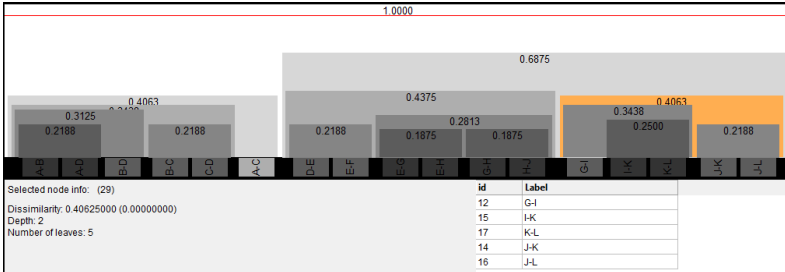 1.0000
0.6875
0.4063
0.4375
0.4063
0.3125
0.3438
0.2813
0.2500
0.2188
0.2188
0.2188
0.1875
0.1875
0.2188
A-B A-D B-D B-C C-D A-C D-E E-F E-G E-H G-H H-J G-I I-K K-L J-K J-L
Selected node info: (29)
Dissimilarity: 0.40625000 (0.00000000)
Depth: 2
Number of leaves: 5
id Label
12 G-I
15 I-K
17 K-L
14 J-K
16 J-L